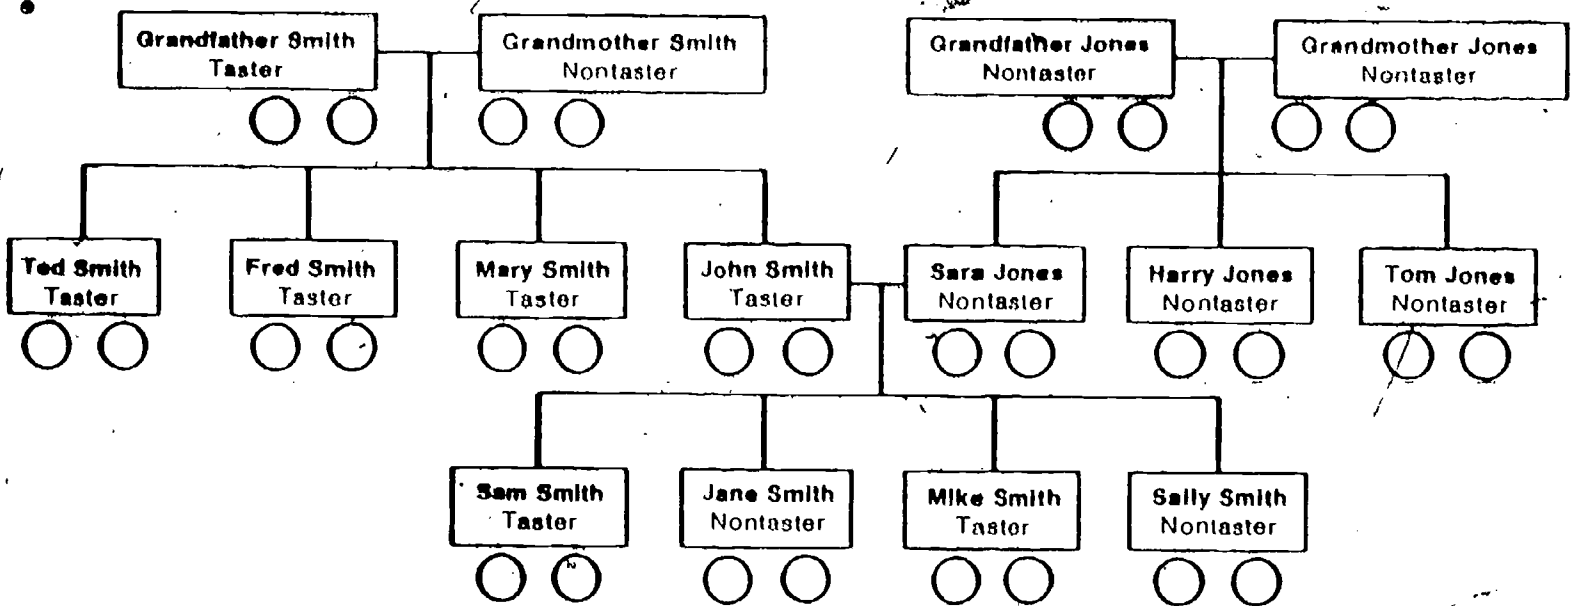 Grandfather Smith
Taster
Grandmother Smith
Nontaster
Grandfather Jones
Nontaster
Grandmother Jones
Nontaster
Ted Smith
Taster
Fred Smith
Taster
Mary Smith
Taster
John Smith
Taster
Sara Jones
Nontaster
Harry Jones
Nontaster
Tom Jones
Nontaster
Sam Smith
Taster
Jane Smith
Nontaster
Mike Smith
Taster
Sally Smith
Nontaster